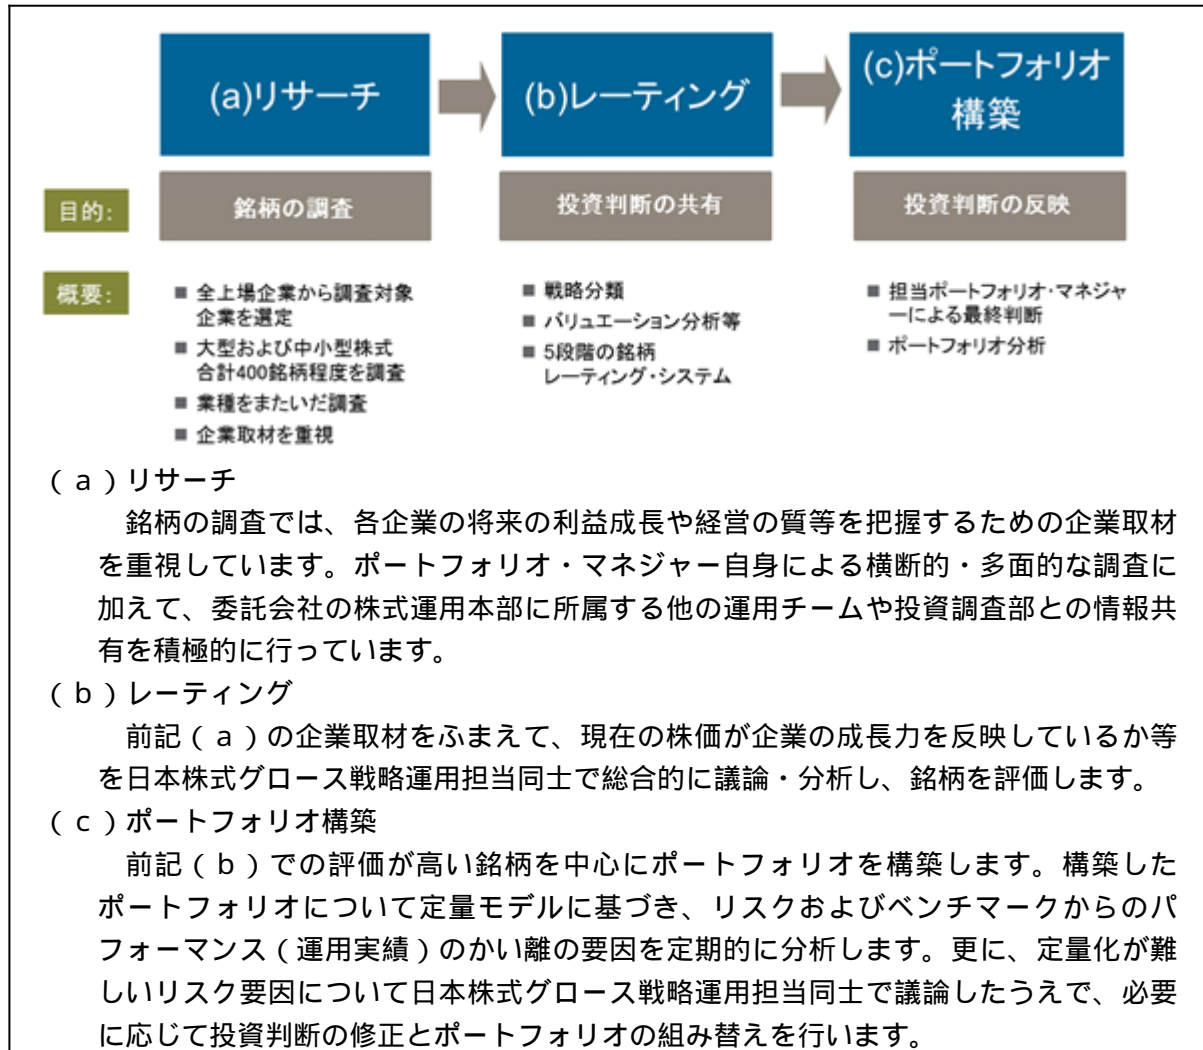 (a)リサーチ
(b)レーティング
(c)ポートフォリオ
構築
目的:
銘柄の調査
投資判断の共有
投資判断の反映
概要:
■ 全上場企業から調査対象
企業を選定
■ 大型および中小型株式
合計400銘柄程度を調査
■ 業種をまたいだ調査
■ 企業取材を重視
■ 戦略分類
■ バリュエーション分析等
■ 5段階の銘柄
レーティング・システム
■ 担当ポートフォリオ・マネジャ
ーによる最終判断
■ ポートフォリオ分析
(a)リサーチ
銘柄の調査では、各企業の将来の利益成長や経営の質等を把握するための企業取材
を重視しています。ポートフォリオ・マネジャー自身による横断的・多面的な調査に
加えて、委託会社の株式運用本部に所属する他の運用チームや投資調査部との情報共
有を積極的に行っています。
(b)レーティング
前記(a)の企業取材をふまえて、現在の株価が企業の成長力を反映しているか等
を日本株式グロース戦略運用担当同士で総合的に議論・分析し、銘柄を評価します。
(c)ポートフォリオ構築
前記(b)での評価が高い銘柄を中心にポートフォリオを構築します。構築した
ポートフォリオについて定量モデルに基づき、リスクおよびベンチマークからのパ
フォーマンス(運用実績)のかい離の要因を定期的に分析します。更に、定量化が難
しいリスク要因について日本株式グロース戦略運用担当同士で議論したうえで、必要
に応じて投資判断の修正とポートフォリオの組み替えを行います。